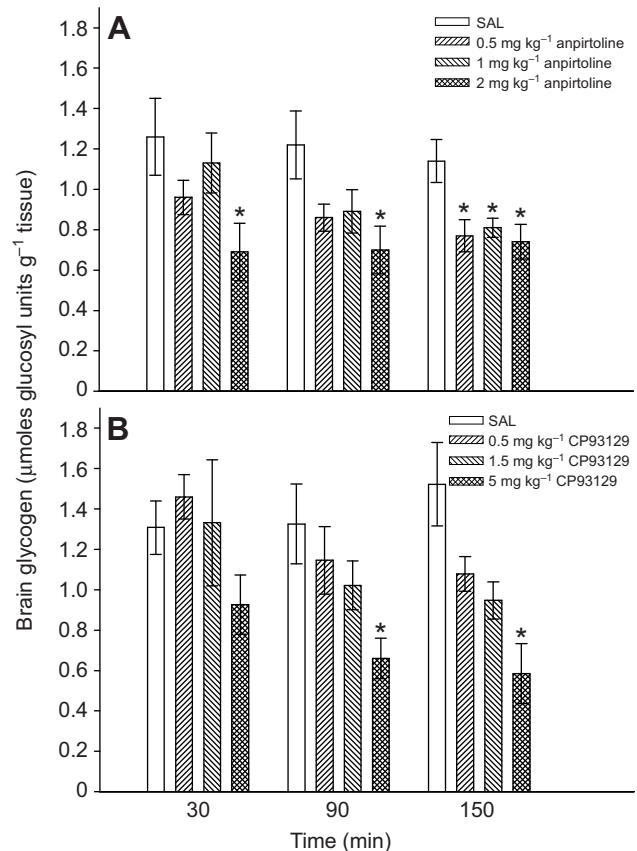 A
SAL
0.5 mg kg⁻¹ anpirtoline
1 mg kg⁻¹ anpirtoline
2 mg kg⁻¹ anpirtoline
1.8
1.6
1.4
1.2
1.0
0.8
0.6
0.4
0.2
0
*
*
* * *
B
SAL
0.5 mg kg⁻¹ CP93129
1.5 mg kg⁻¹ CP93129
5 mg kg⁻¹ CP93129
1.8
1.6
1.4
1.2
1.0
0.8
0.6
0.4
0.2
0
*
*
30 90 150
Time (min)
Brain glycogen (μmoles glucosyl units g⁻¹ tissue)